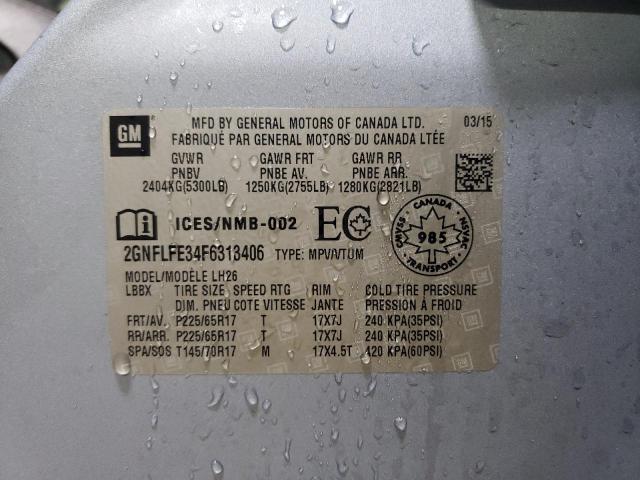 GM
MFD BY GENERAL MOTORS OF CANADA LTD. 03/15
FABRIQUÉ PAR GENERAL MOTORS DU CANADA LTÉE
GVWR GAWR FRT GAWR RR
PNBV PNBE AV. PNBE ARR.
2404KG(5300LB) 1250KG(2755LB) 1280KG(2821LB)
ICES/NMB-002 EC
CANADA
CMVSS 985 NSVAC
TRANSPORT
2GNFLFE34F6313406 TYPE: MPV/VTUM
MODEL/MODÈLE LH26
LBBX TIRE SIZE SPEED RTG RIM COLD TIRE PRESSURE
DIM. PNEU COTE VITESSE JANTE PRESSION À FROID
FRT/AV. P225/65R17 T 17X7J 240 KPA(35PSI)
RR/ARR. P225/65R17 T 17X7J 240 KPA(35PSI)
SPA/SOS T145/70R17 M 17X4.5T 420 KPA(60PSI)